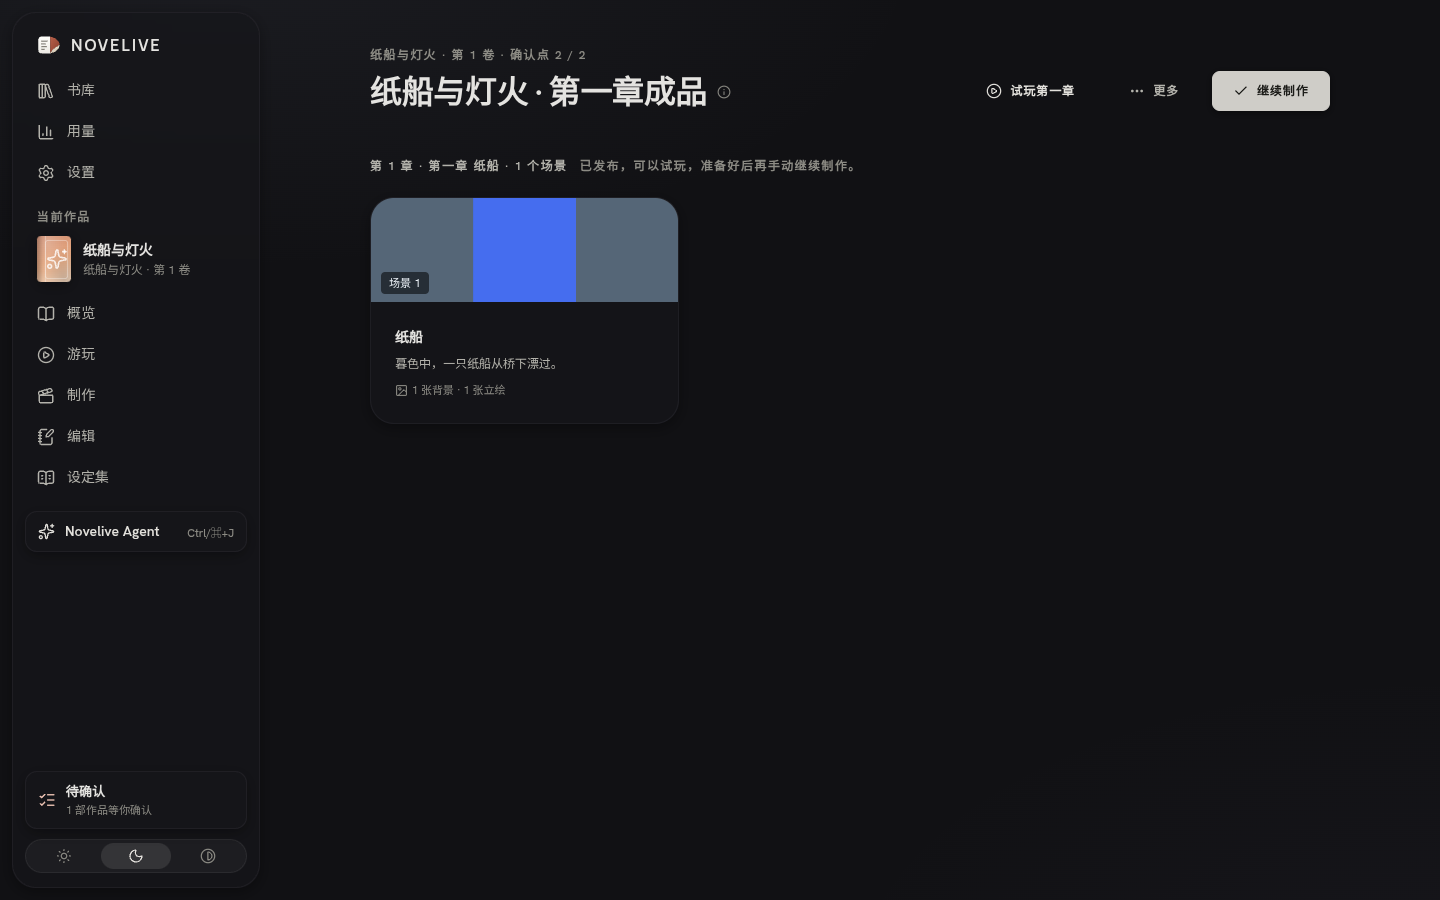 NOVELIVE
书库
用量
设置
当前作品
纸船与灯火
纸船与灯火 · 第 1 卷
概览
游玩
制作
编辑
设定集
Novelive Agent Ctrl/⌘+J
待确认
1 部作品等你确认
纸船与灯火 · 第 1 卷 · 确认点 2 / 2
纸船与灯火 · 第一章成品
试玩第一章 更多 继续制作
第 1 章 · 第一章 纸船 · 1 个场景 已发布，可以试玩，准备好后再手动继续制作。
场景 1
纸船
暮色中，一只纸船从桥下漂过。
1 张背景 · 1 张立绘